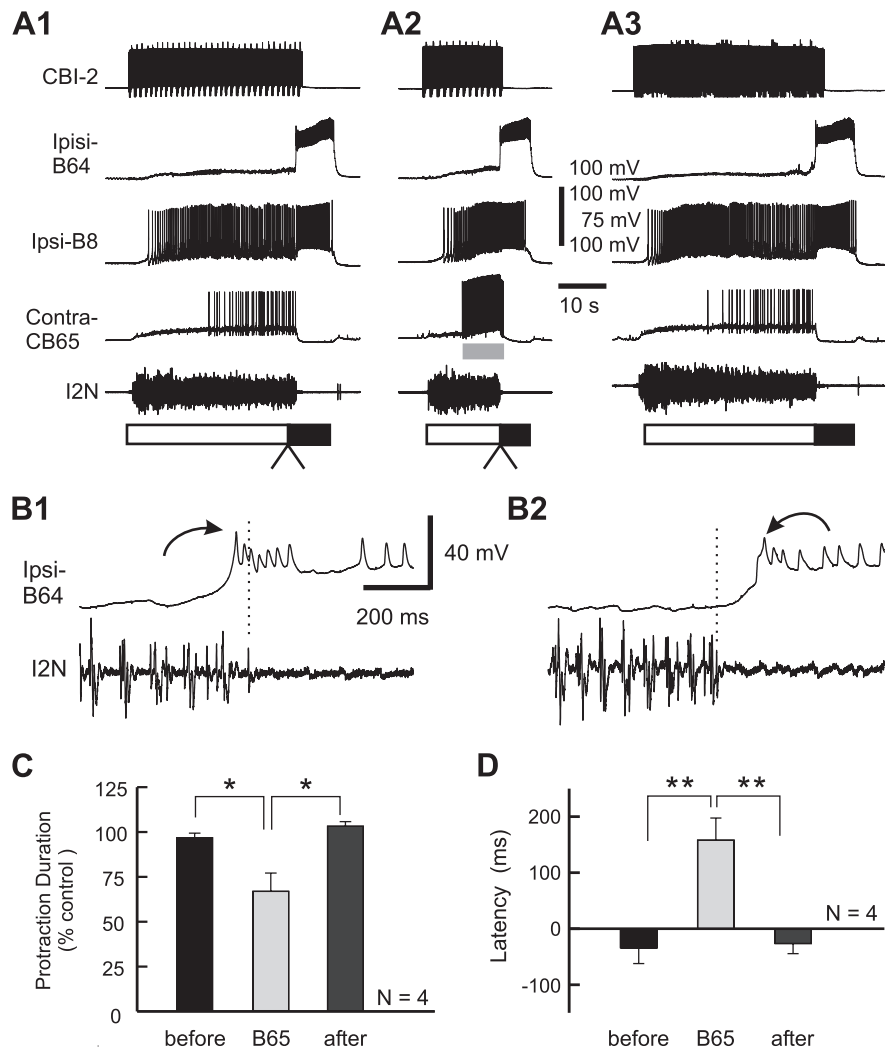 A1
A2
A3
CBI-2
Ipisi-
B64
100 mV
100 mV
75 mV
100 mV
Ipsi-B8
10 s
Contra-
CB65
I2N
B1
B2
Ipsi-
B64
40 mV
200 ms
I2N
C
Protraction Duration
(% control )
125
100
75
50
25
0
*
*
N = 4
before
B65
after
D
Latency (ms)
200
100
0
-100
**
**
N = 4
before
B65
after